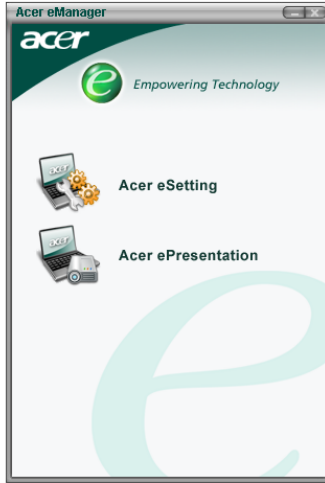 Acer eManager
acer
e Empowering Technology
Acer eSetting
Acer ePresentation
e